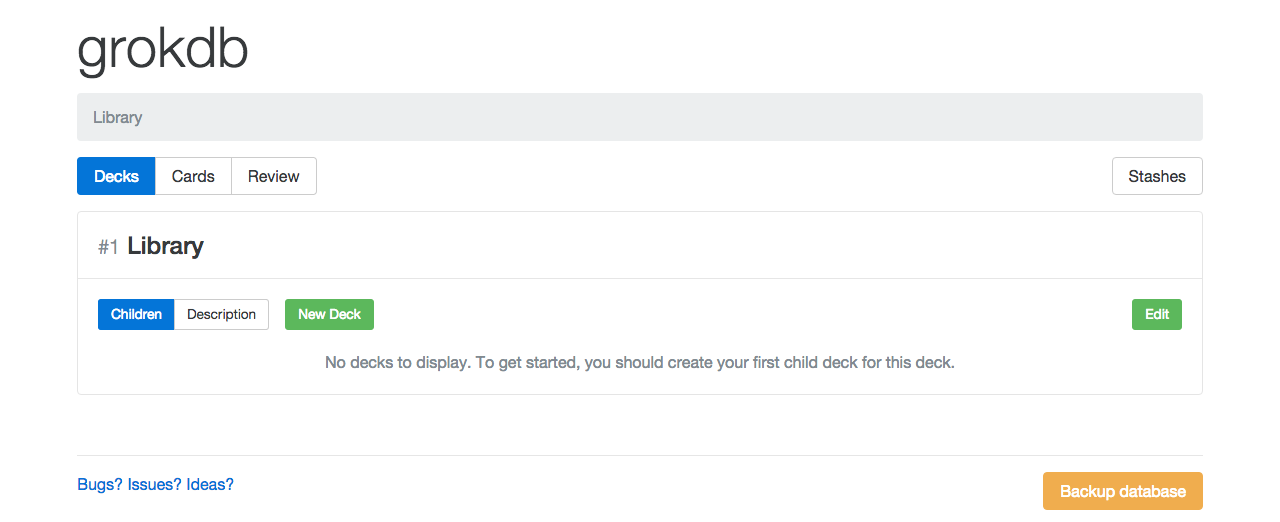 grokdb
Library
Decks Cards Review Stashes
#1 Library
Children Description New Deck Edit
No decks to display. To get started, you should create your first child deck for this deck.
Bugs? Issues? Ideas? Backup database